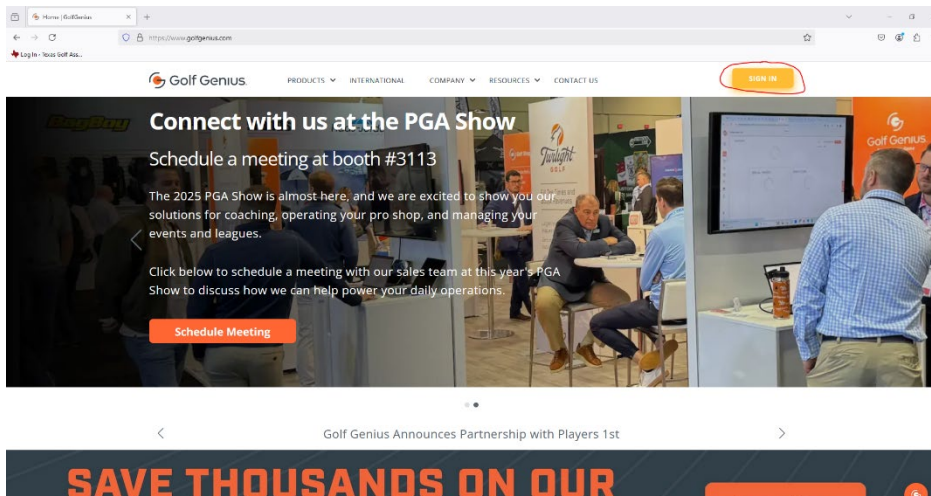 Home | GolfGenius
https://www.golfgenius.com
Log In - Texas Golf Ass...
Golf Genius
PRODUCTS
INTERNATIONAL
COMPANY
RESOURCES
CONTACT US
SIGN IN
BagBoy
Connect with us at the PGA Show
Schedule a meeting at booth #3113
The 2025 PGA Show is almost here, and we are excited to show you our
solutions for coaching, operating your pro shop, and managing your
events and leagues.
Click below to schedule a meeting with our sales team at this year's PGA
Show to discuss how we can help power your daily operations.
Schedule Meeting
Twilight
GOLF
Golf Genius
Golf Genius Announces Partnership with Players 1st
SAVE THOUSANDS ON OUR